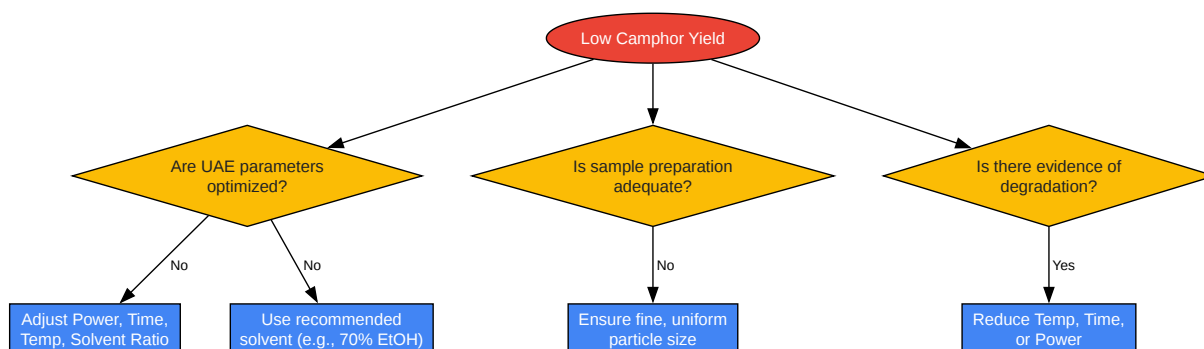 Low Camphor Yield
Are UAE parameters
optimized?
Is sample preparation
adequate?
Is there evidence of
degradation?
No
No
No
Yes
Adjust Power, Time,
Temp, Solvent Ratio
Use recommended
solvent (e.g., 70% EtOH)
Ensure fine, uniform
particle size
Reduce Temp, Time,
or Power